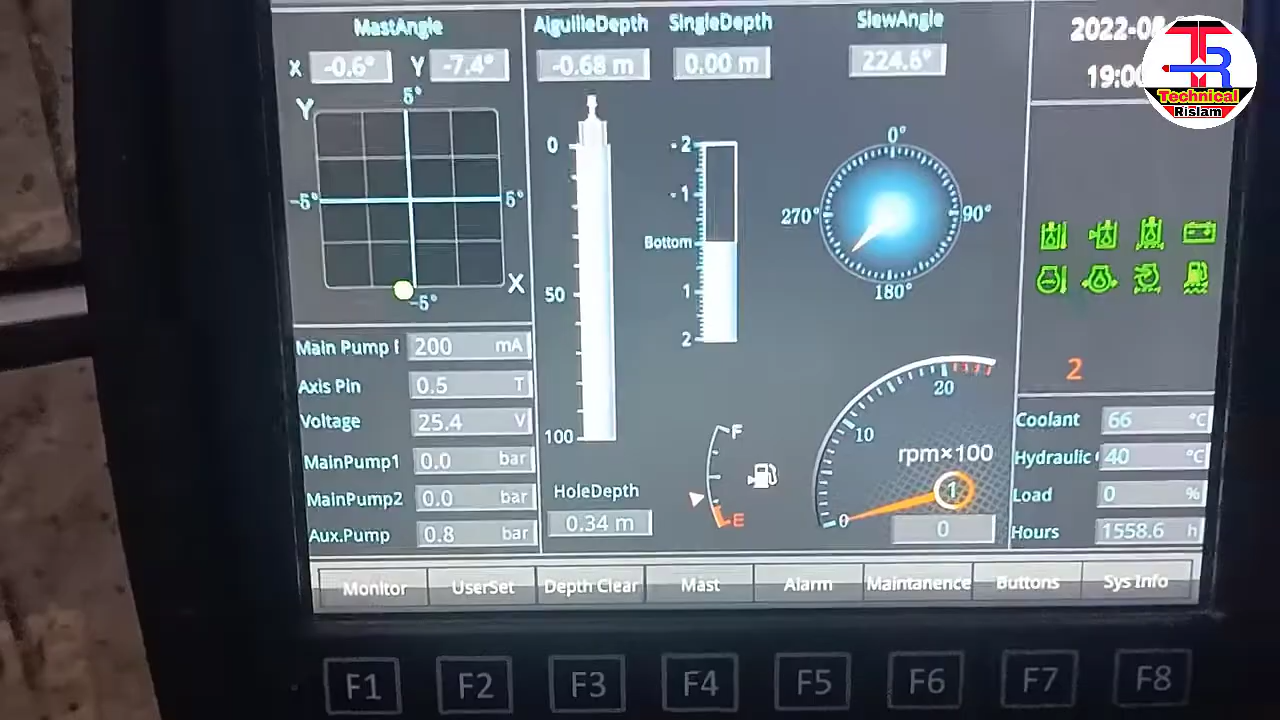 MastAngle
X -0.6° Y -7.4°
Y
5°
-5° 5°
X
-5°
AiguilleDepth
-0.68 m
0
50
100
HoleDepth
0.34 m
SingleDepth
0.00 m
-2
-1
Bottom
1
2
SlewAngle
224.6°
0°
270° 90°
180°
F
E
20
10
rpm×100
1
0
0
2022-0
19:00
TR
Technical
Rislam
2
Main Pump 200 mA
Axis Pin 0.5 T
Voltage 25.4 V
MainPump1 0.0 bar
MainPump2 0.0 bar
Aux.Pump 0.8 bar
Coolant 66 °C
Hydraulic 40 °C
Load 0 %
Hours 1558.6 h
Monitor UserSet Depth Clear Mast Alarm Maintanence Buttons Sys Info
F1 F2 F3 F4 F5 F6 F7 F8